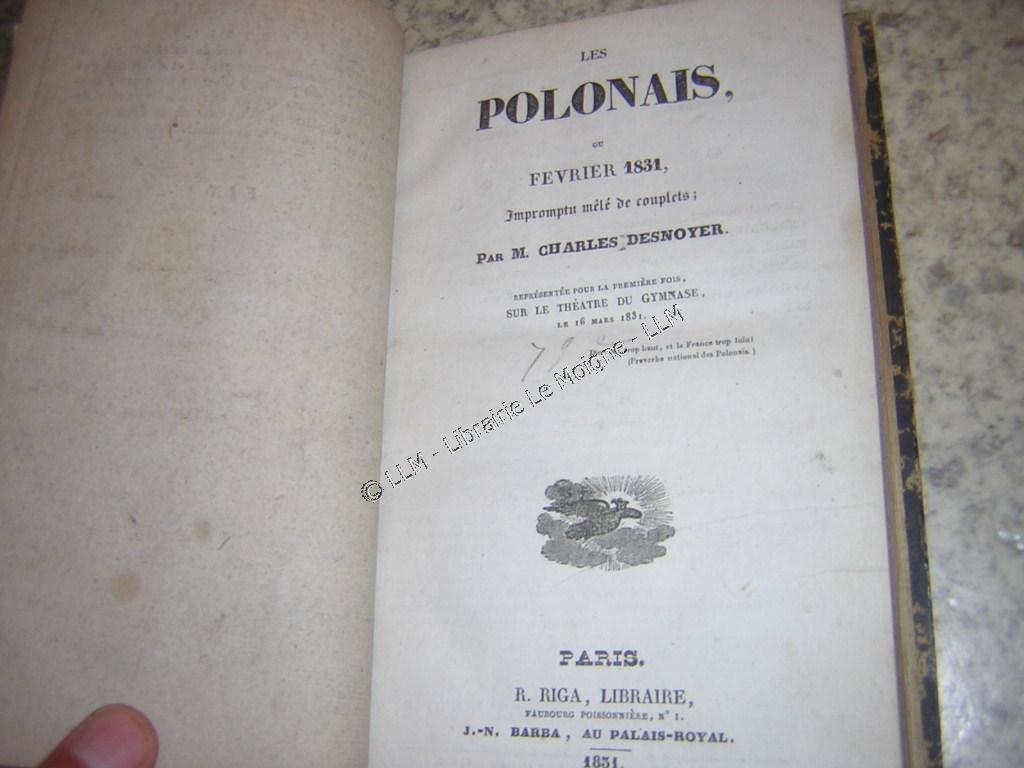 LES
POLONAIS,
OU
FEVRIER 1831,
Impromptu mêlé de couplets;
PAR M. CHARLES DESNOYER.
REPRÉSENTÉE POUR LA PREMIÈRE FOIS,
SUR LE THÉATRE DU GYMNASE,
LE 16 MARS 1831.
trop haut, et la France trop loin!
(Proverbe national des Polonais.)
© LLM - Librairie Le Moigne - LLM
PARIS.
R. RIGA, LIBRAIRE,
FAUBOURG POISSONNIÈRE, N° 1.
J.-N. BARBA, AU PALAIS-ROYAL.
1831.